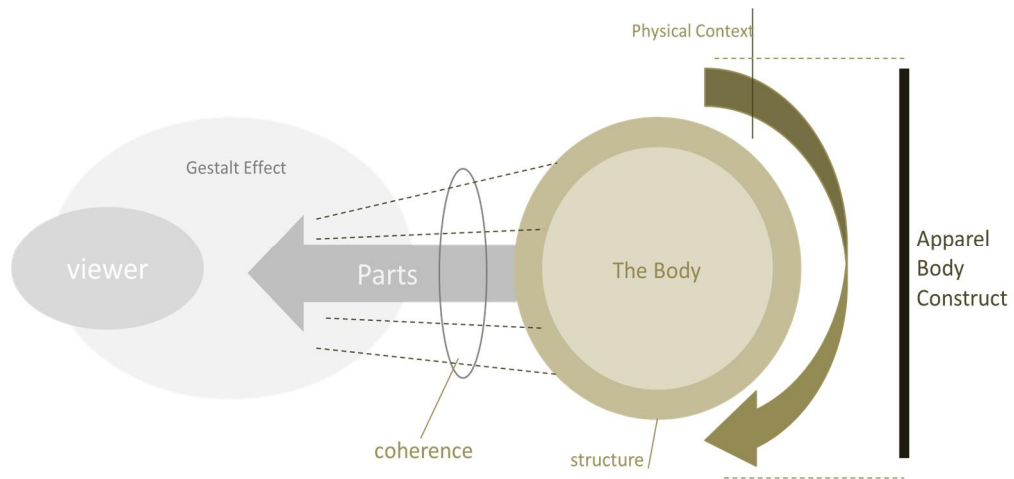 Physical Context
Gestalt Effect
viewer
Parts
The Body
Apparel
Body
Construct
coherence
structure